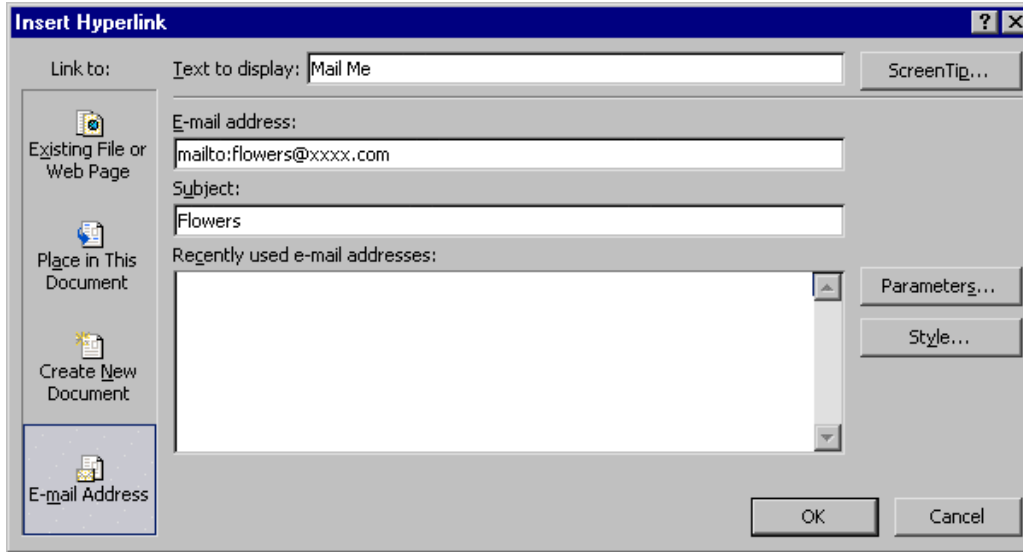 Insert Hyperlink
Link to:
Text to display: Mail Me
ScreenTip...
Existing File or
Web Page
E-mail address:
mailto:flowers@xxxx.com
Subject:
Flowers
Place in This
Document
Recently used e-mail addresses:
Parameters...
Style...
Create New
Document
E-mail Address
OK
Cancel